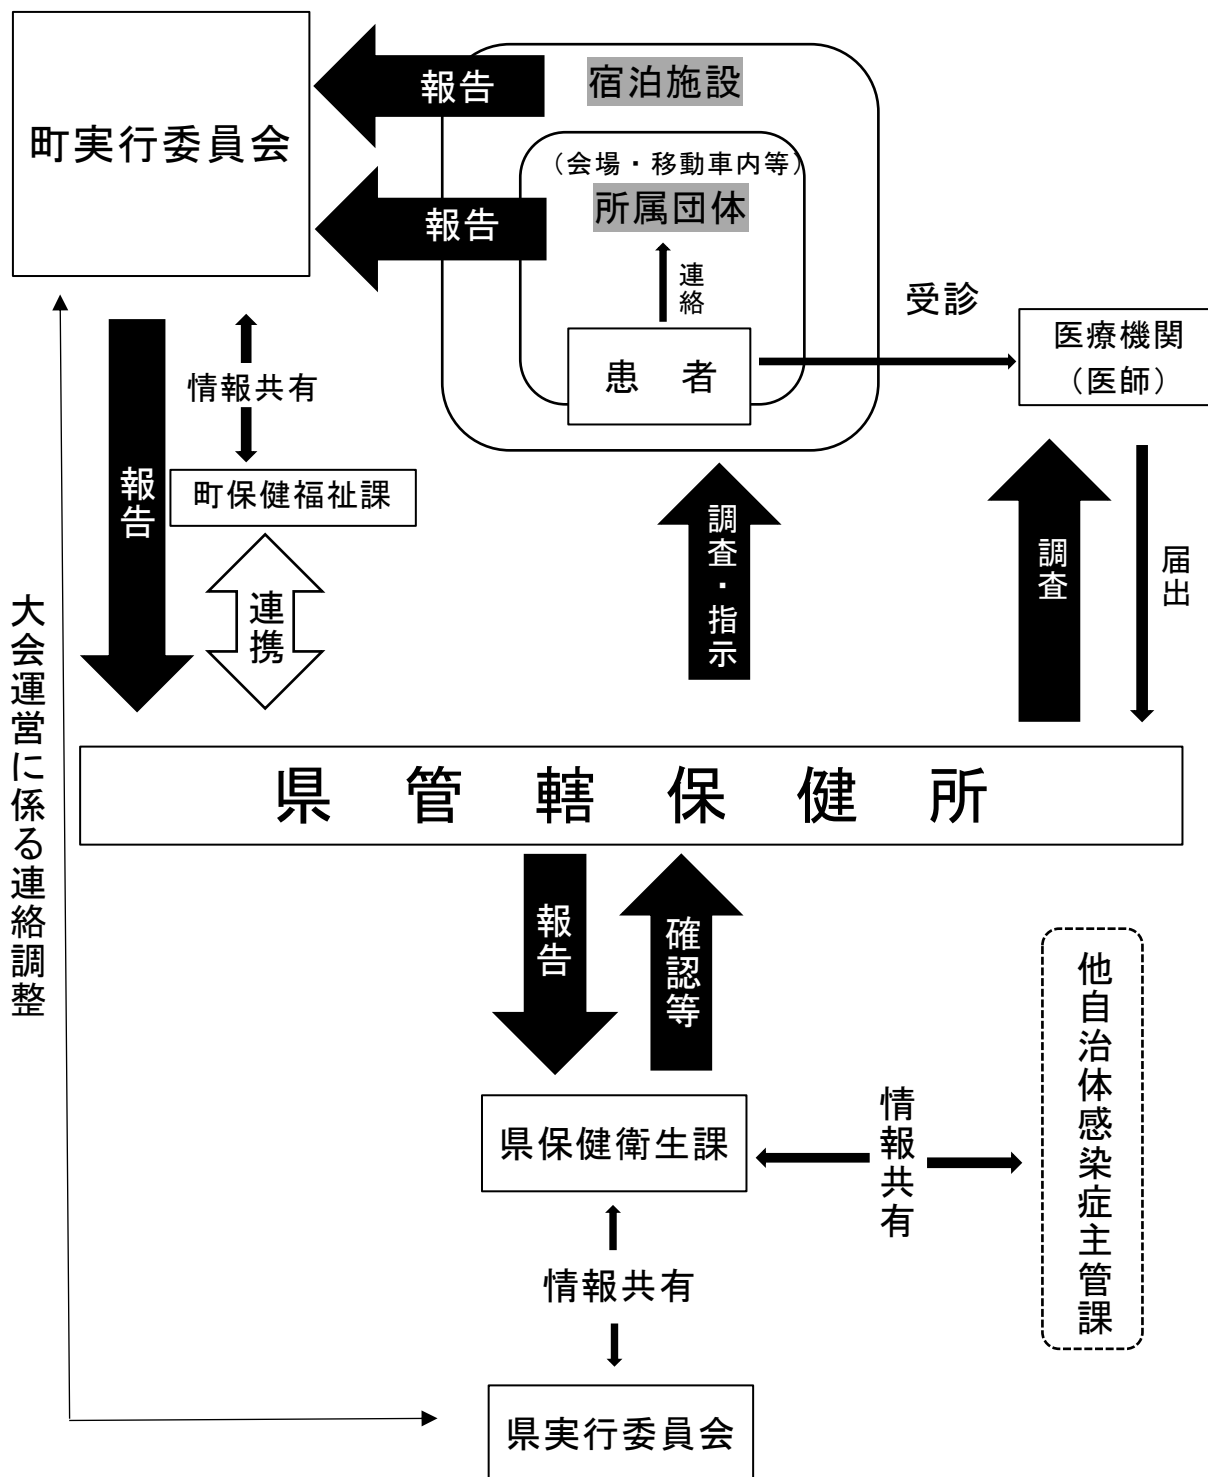 町実行委員会
報告
宿泊施設
(会場・移動車内等)
報告
所属団体
連絡
患 者
受診
医療機関
(医師)
情報共有
町保健福祉課
報告
連携
調査・指示
調査
届出
大会運営に係る連絡調整
県管轄保健所
報告
確認等
県保健衛生課
情報共有
他自治体感染症主管課
情報共有
県実行委員会